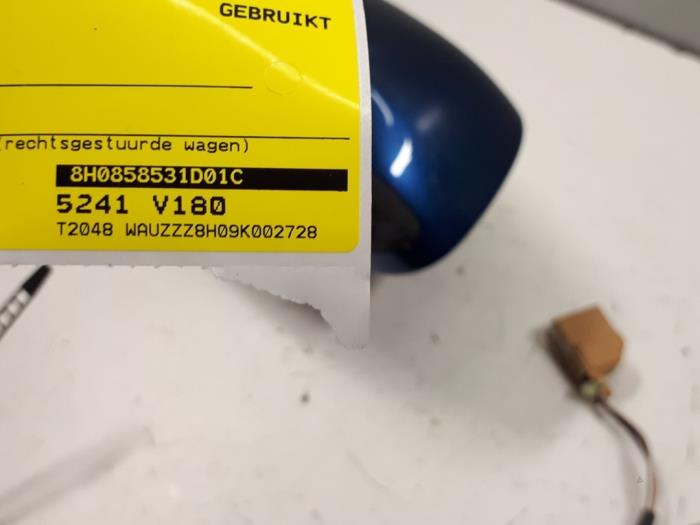 GEBRUIKT
(rechtsgestuurde wagen)
8H0858531D01C
5241 V180
T2048 WAUZZZ8H09K002728